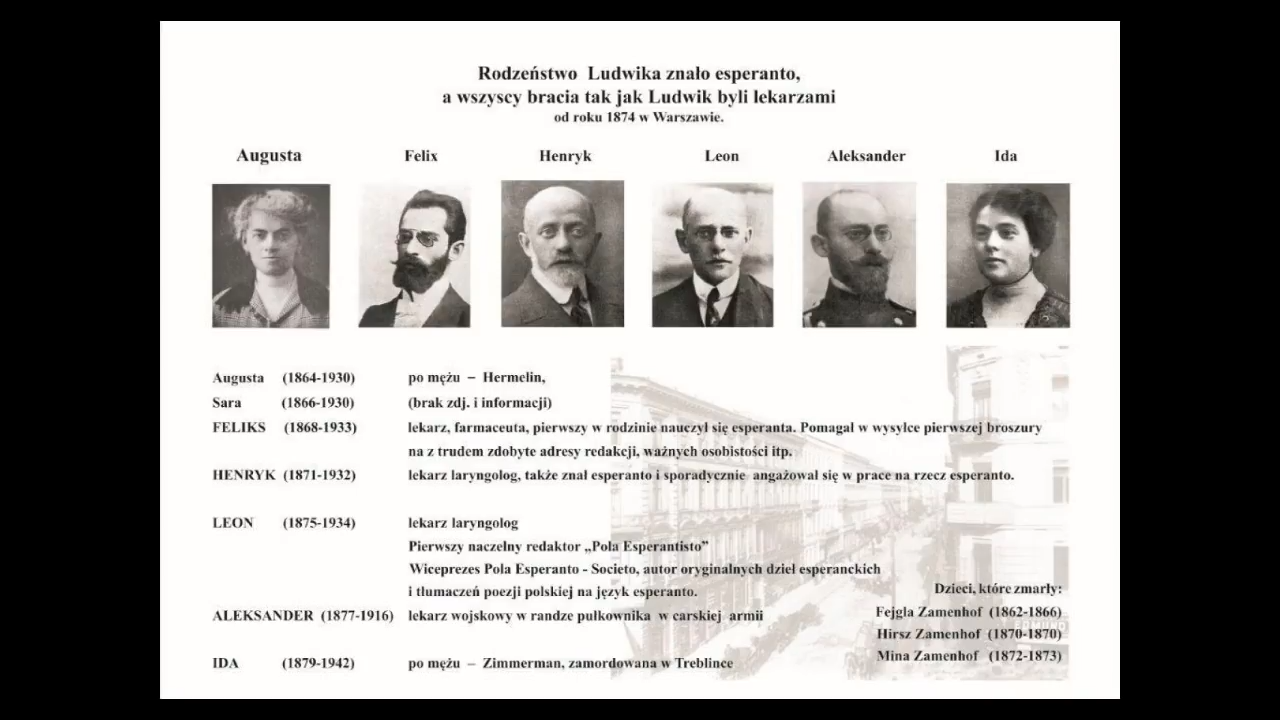 Rodzeństwo Ludwika znało esperanto,
a wszyscy bracia tak jak Ludwik byli lekarzami
od roku 1874 w Warszawie.
Augusta Felix Henryk Leon Aleksander Ida
Augusta (1864-1930) po mężu – Hermelin,
Sara (1866-1930) (brak zdj. i informacji)
FELIKS (1868-1933) lekarz, farmaceuta, pierwszy w rodzinie nauczył się esperanta. Pomagał w wysyłce pierwszej broszury
na z trudem zdobyte adresy redakcji, ważnych osobistości itp.
HENRYK (1871-1932) lekarz laryngolog, także znał esperanto i sporadycznie angażował się w prace na rzecz esperanto.
LEON (1875-1934) lekarz laryngolog
Pierwszy naczelny redaktor „Pola Esperantisto”
Wiceprezes Pola Esperanto - Societo, autor oryginalnych dzieł esperanckich
i tłumaczeń poezji polskiej na język esperanto.
ALEKSANDER (1877-1916) lekarz wojskowy w randze pułkownika w carskiej armii
IDA (1879-1942) po mężu – Zimmerman, zamordowana w Treblince
Dzieci, które zmarły:
Fejgla Zamenhof (1862-1866)
Hirsz Zamenhof (1870-1870)
Mina Zamenhof (1872-1873)